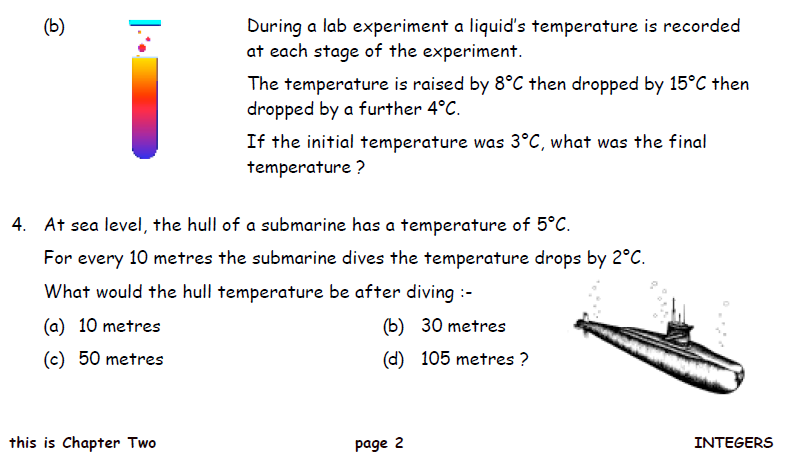 (b) During a lab experiment a liquid's temperature is recorded
at each stage of the experiment.
The temperature is raised by 8°C then dropped by 15°C then
dropped by a further 4°C.
If the initial temperature was 3°C, what was the final
temperature ?
4. At sea level, the hull of a submarine has a temperature of 5°C.
For every 10 metres the submarine dives the temperature drops by 2°C.
What would the hull temperature be after diving :-
(a) 10 metres (b) 30 metres
(c) 50 metres (d) 105 metres ?
this is Chapter Two page 2 INTEGERS